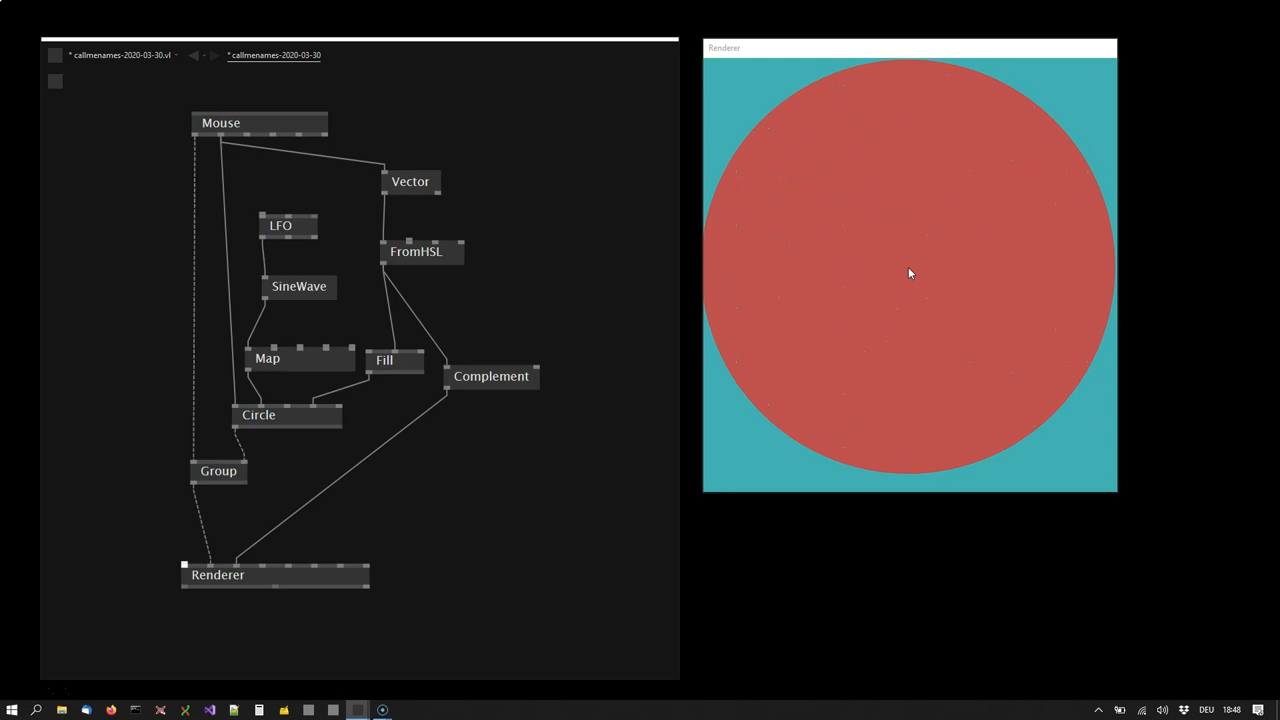 * callmenames-2020-03-30.vl
* callmenames-2020-03-30
Renderer
Mouse
Vector
LFO
FromHSL
SineWave
Map
Fill
Complement
Circle
Group
Renderer
DEU
18:48